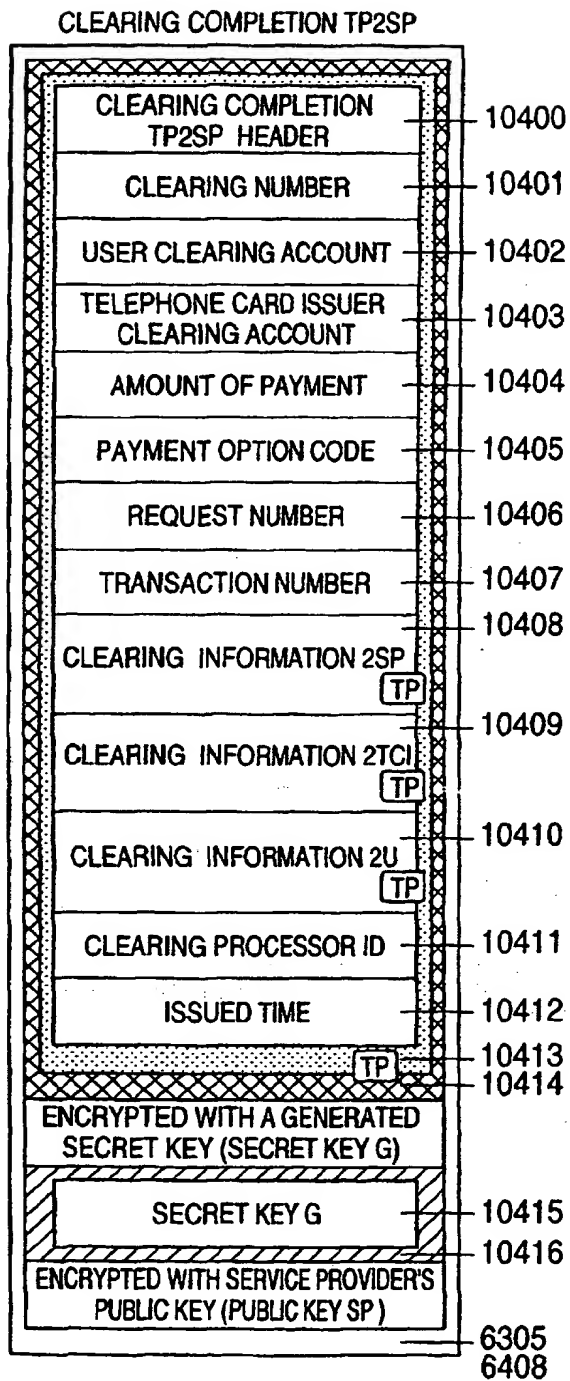 CLEARING COMPLETION TP2SP
CLEARING COMPLETION
TP2SP HEADER
10400
CLEARING NUMBER
10401
USER CLEARING ACCOUNT
10402
TELEPHONE CARD ISSUER
CLEARING ACCOUNT
10403
AMOUNT OF PAYMENT
10404
PAYMENT OPTION CODE
10405
REQUEST NUMBER
10406
TRANSACTION NUMBER
10407
10408
CLEARING INFORMATION 2SP
TP
10409
CLEARING INFORMATION 2TCI
TP
10410
CLEARING INFORMATION 2U
TP
CLEARING PROCESSOR ID
10411
ISSUED TIME
10412
TP
10413
10414
ENCRYPTED WITH A GENERATED
SECRET KEY (SECRET KEY G)
SECRET KEY G
10415
10416
ENCRYPTED WITH SERVICE PROVIDER'S
PUBLIC KEY (PUBLIC KEY SP)
6305
6408